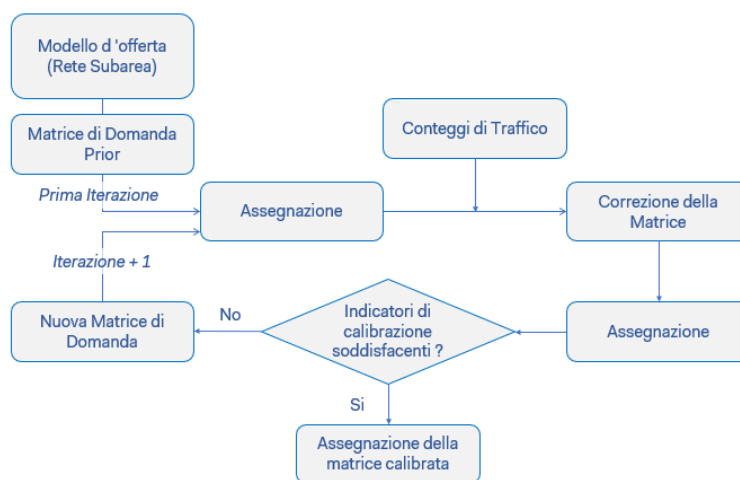 Modello d 'offerta
(Rete Subarea)
Matrice di Domanda
Prior
Conteggi di Traffico
Prima Iterazione
Assegnazione
Correzione della
Matrice
Iterazione + 1
Nuova Matrice di
Domanda
No
Indicatori di
calibrazione
soddisfacenti ?
Assegnazione
Si
Assegnazione della
matrice calibrata